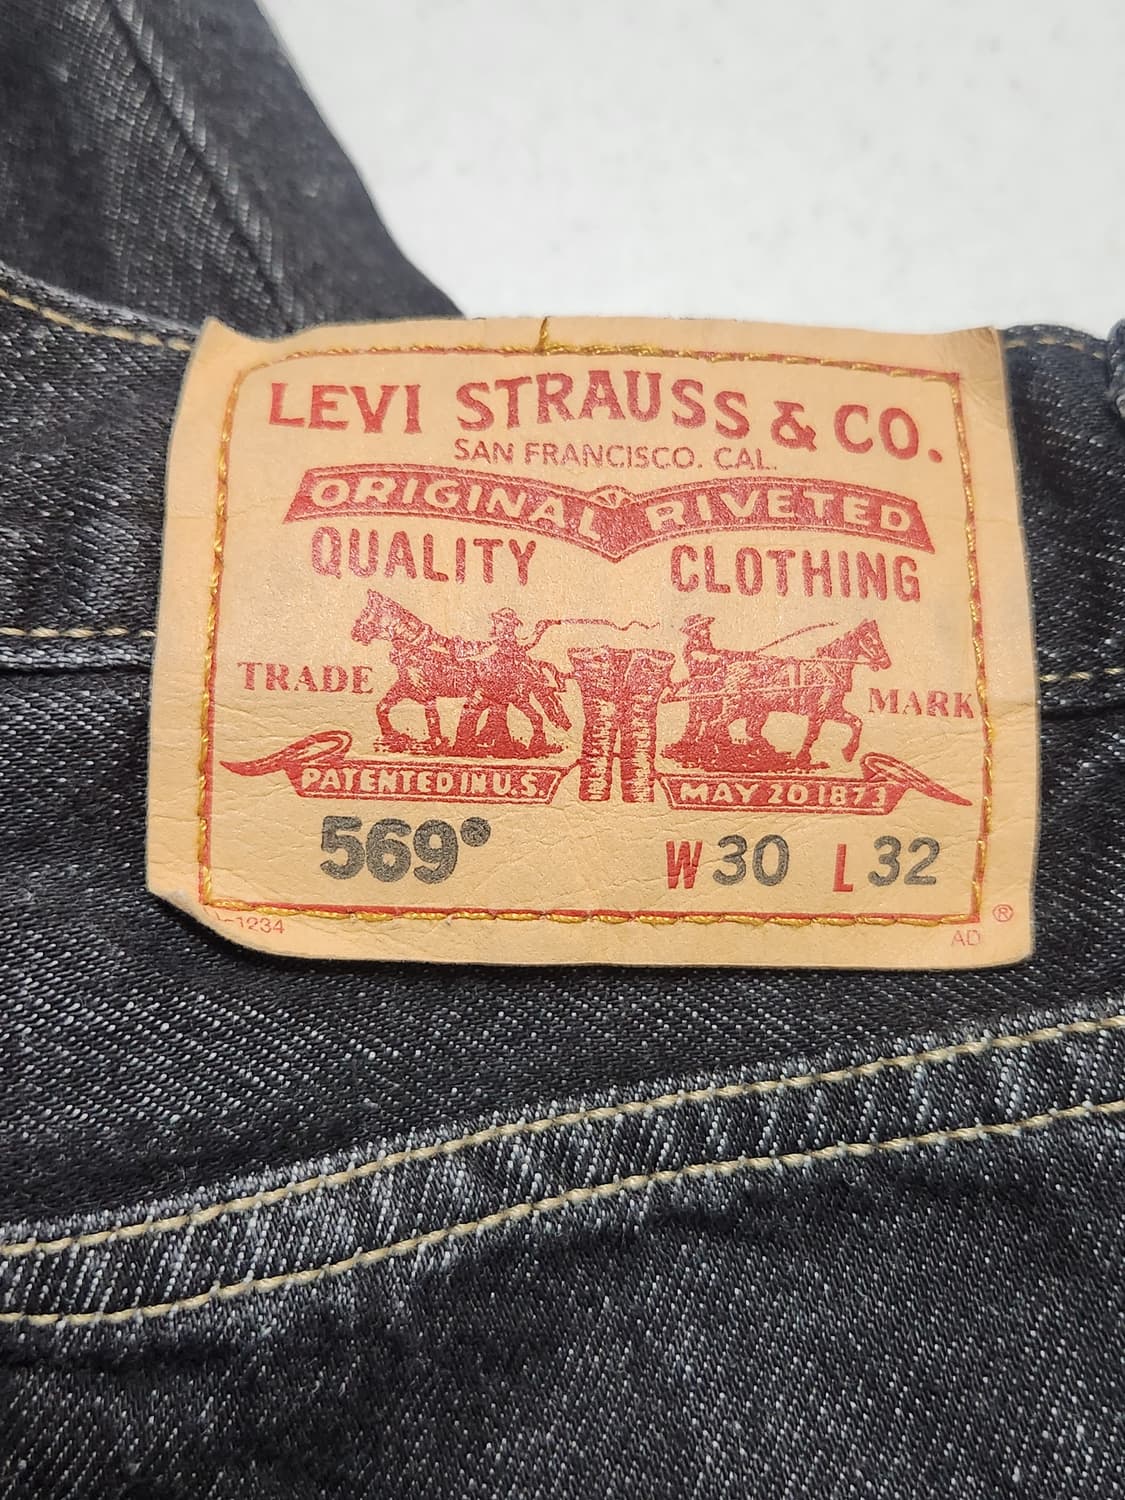 LEVI STRAUSS & CO.
SAN FRANCISCO. CAL.
ORIGINAL RIVETED
QUALITY CLOTHING
TRADE MARK
PATENTED IN U.S. MAY 20 1873
569® W 30 L 32
-1234 ®
AD